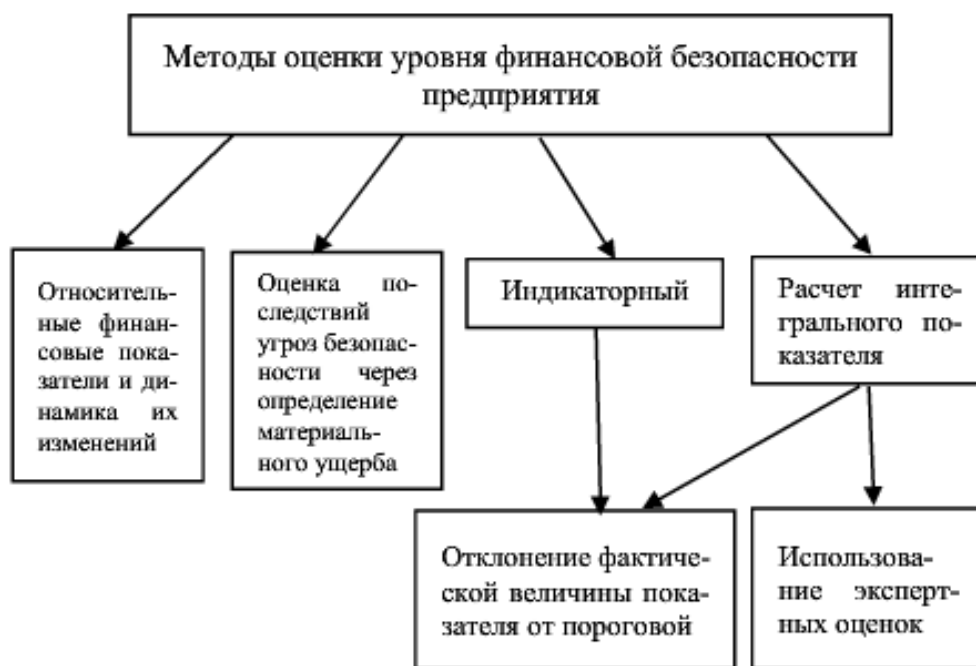 Методы оценки уровня финансовой безопасности
предприятия
Относитель-
ные финан-
совые пока-
затели и ди-
намика их
изменений
Оценка по-
следствий
угроз безопас-
ности через
определение
материаль-
ного ущерба
Индикаторный
Расчет инте-
грального по-
казателя
Отклонение фактиче-
ской величины пока-
зателя от пороговой
Использова-
ние эксперт-
ных оценок